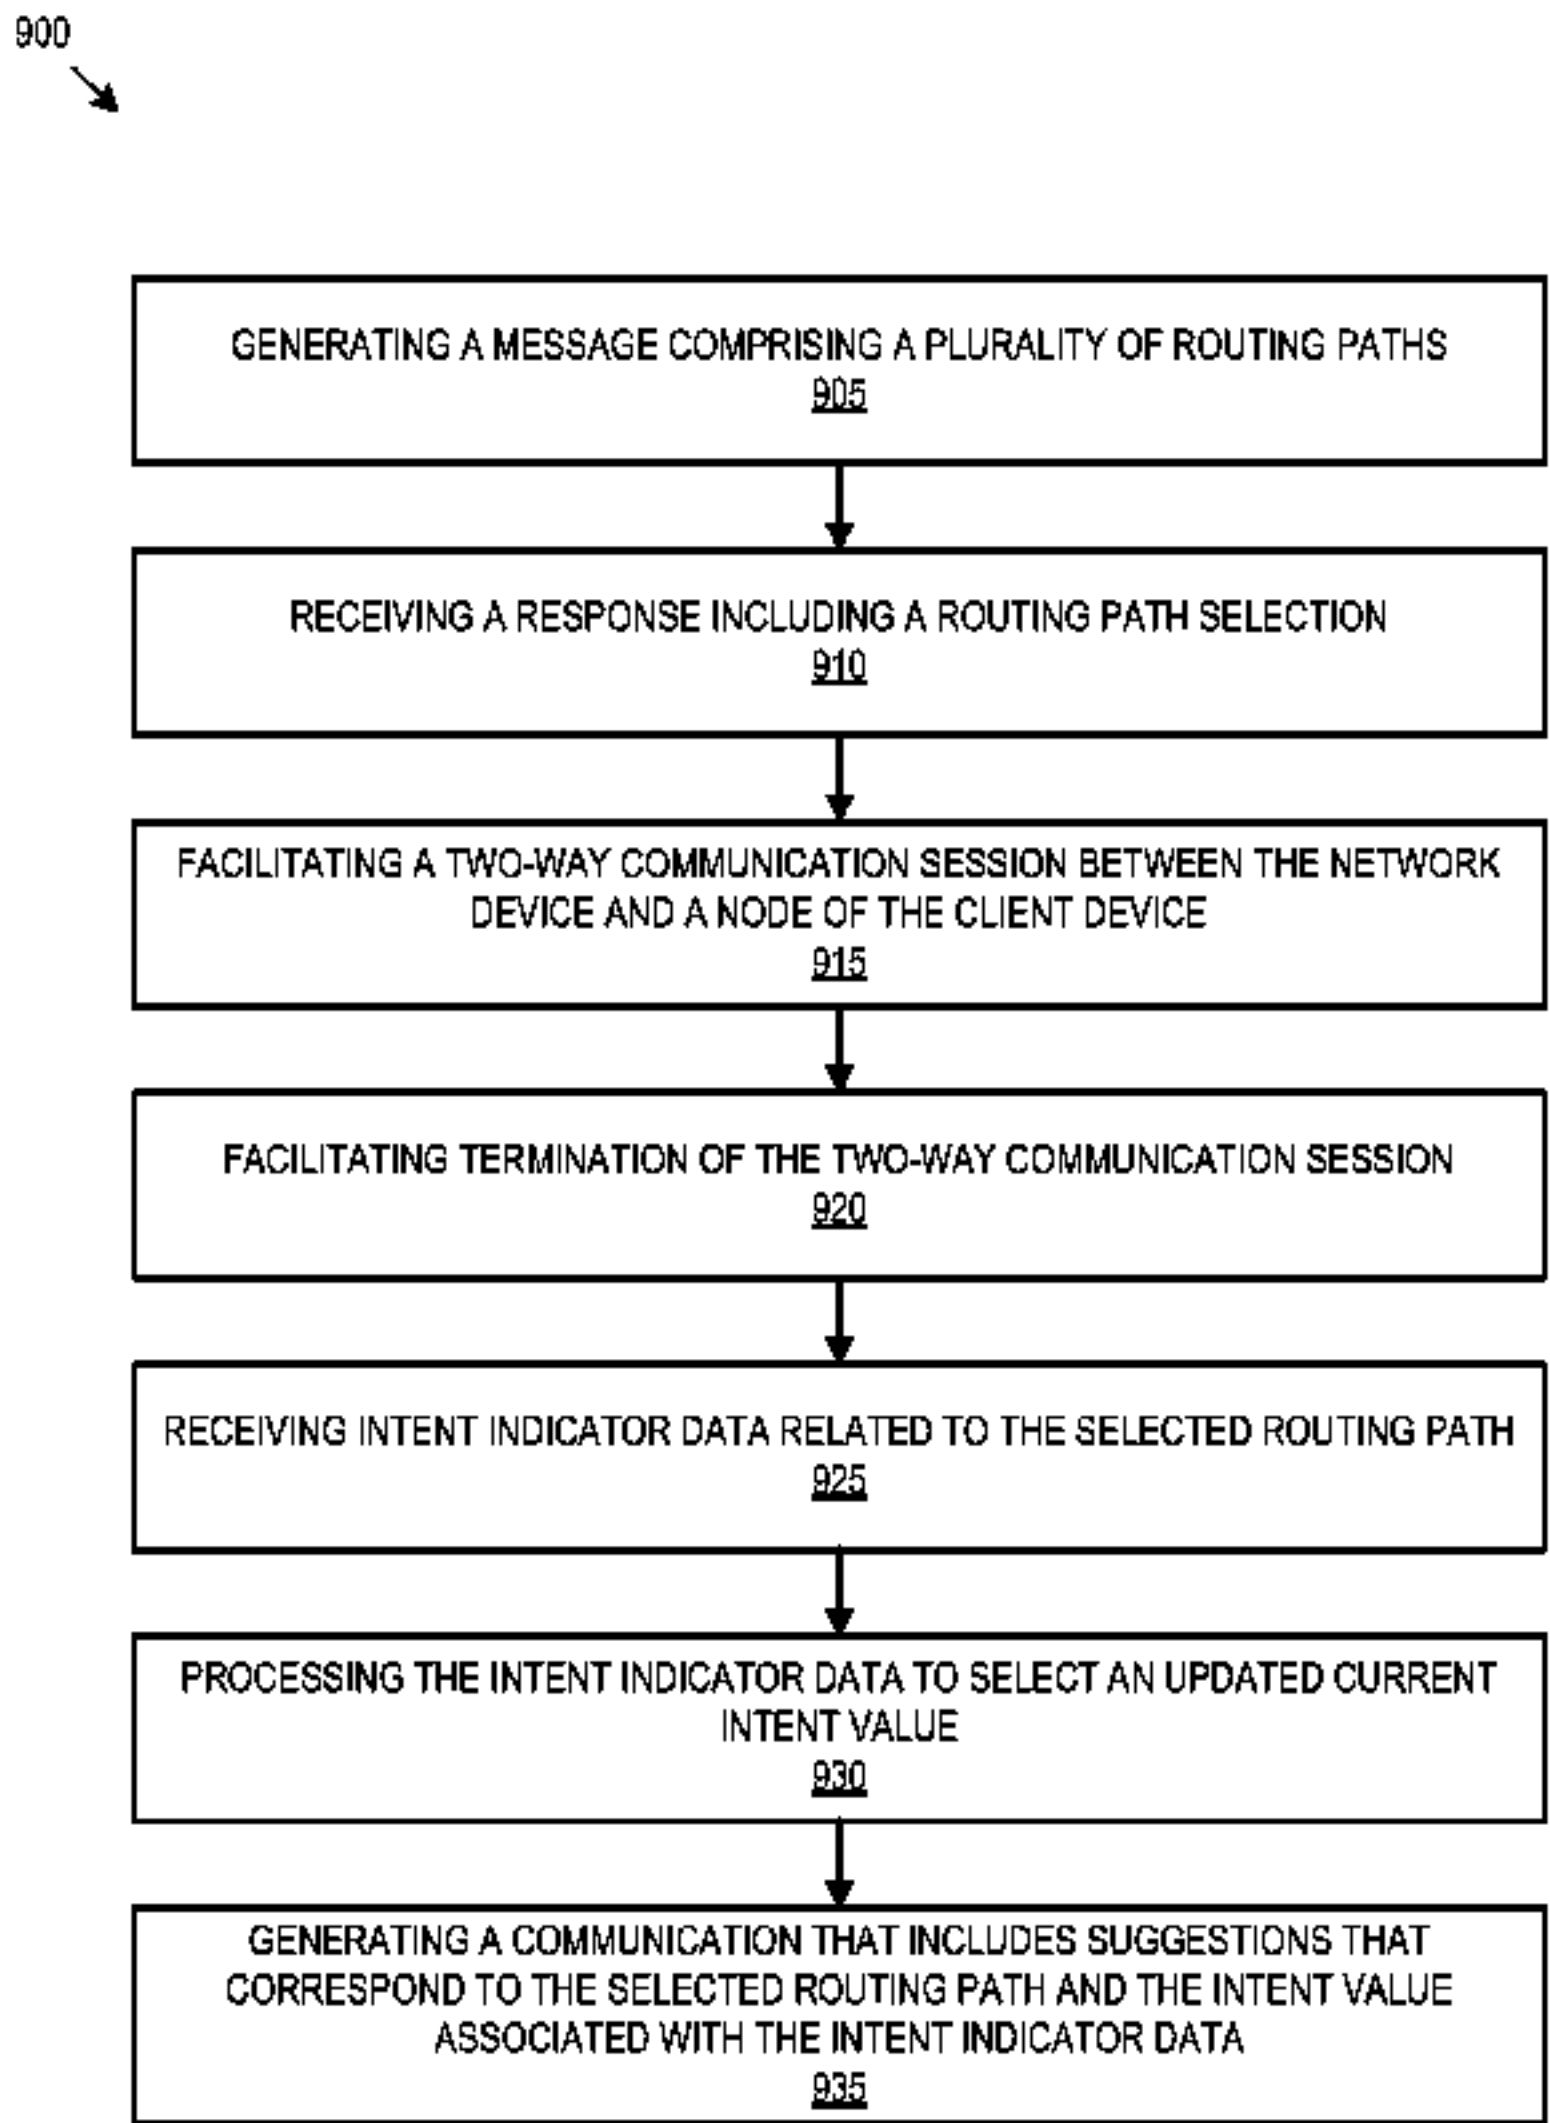 900
GENERATING A MESSAGE COMPRISING A PLURALITY OF ROUTING PATHS
905
RECEIVING A RESPONSE INCLUDING A ROUTING PATH SELECTION
910
FACILITATING A TWO-WAY COMMUNICATION SESSION BETWEEN THE NETWORK
DEVICE AND A NODE OF THE CLIENT DEVICE
915
FACILITATING TERMINATION OF THE TWO-WAY COMMUNICATION SESSION
920
RECEIVING INTENT INDICATOR DATA RELATED TO THE SELECTED ROUTING PATH
925
PROCESSING THE INTENT INDICATOR DATA TO SELECT AN UPDATED CURRENT
INTENT VALUE
930
GENERATING A COMMUNICATION THAT INCLUDES SUGGESTIONS THAT
CORRESPOND TO THE SELECTED ROUTING PATH AND THE INTENT VALUE
ASSOCIATED WITH THE INTENT INDICATOR DATA
935